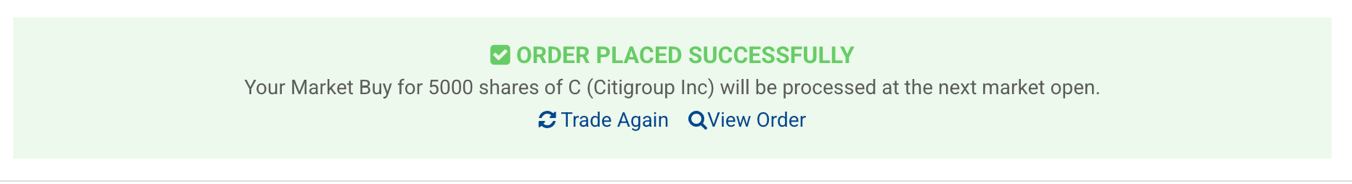 ORDER PLACED SUCCESSFULLY
Your Market Buy for 5000 shares of C (Citigroup Inc) will be processed at the next market open.
Trade Again View Order